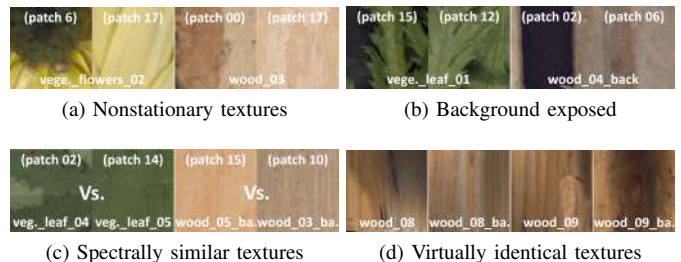 (patch 6) (patch 17) (patch 00) (patch 17)
vege._flowers_02 wood_03
(a) Nonstationary textures
(patch 15) (patch 12) (patch 02) (patch 06)
vege._leaf_01 wood_04_back
(b) Background exposed
(patch 02) (patch 14) (patch 15) (patch 10)
Vs. Vs.
veg._leaf_04 veg._leaf_05 wood_05_ba. wood_03_ba.
(c) Spectrally similar textures
wood_08 wood_08_ba. wood_09 wood_09_ba.
(d) Virtually identical textures